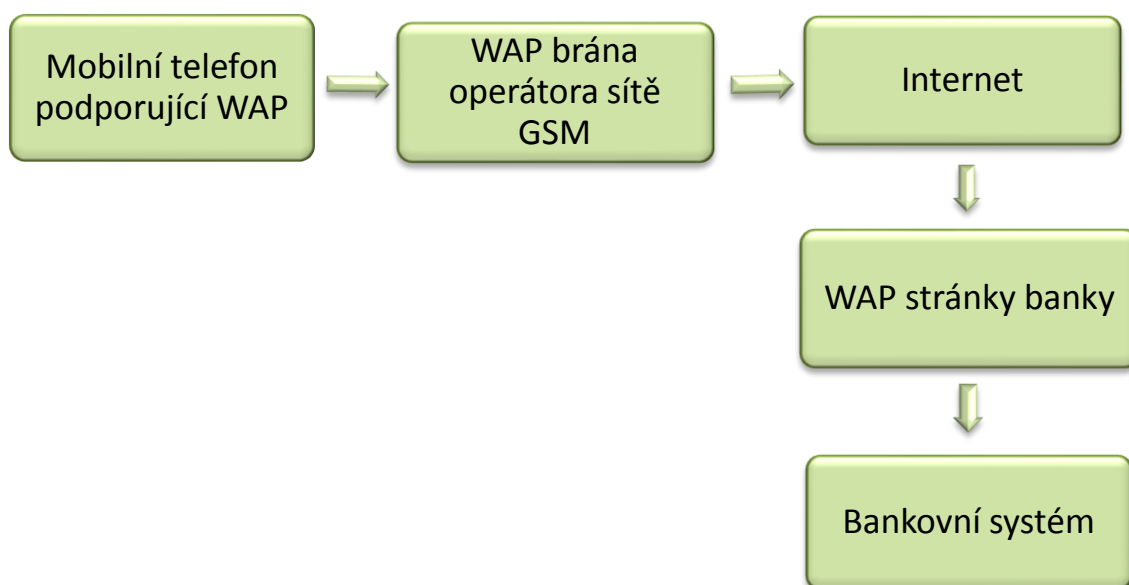 Mobilní telefon
podporující WAP
WAP brána
operátora sítě
GSM
Internet
WAP stránky banky
Bankovní systém